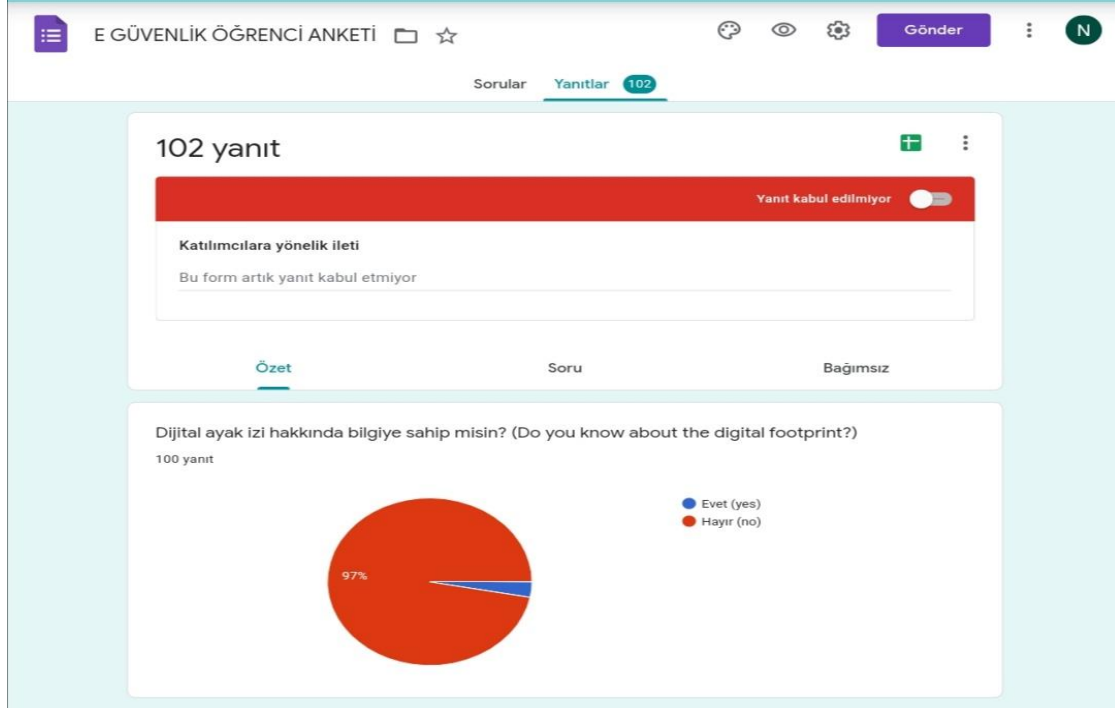 E GÜVENLİK ÖĞRENCİ ANKETİ
Gönder
N
Sorular Yanıtlar 102
102 yanıt
Yanıt kabul edilmiyor
Katılımcılara yönelik ileti
Bu form artık yanıt kabul etmiyor
Özet Soru Bağımsız
Dijital ayak izi hakkında bilgiye sahip misin? (Do you know about the digital footprint?)
100 yanıt
Evet (yes)
Hayır (no)
97%